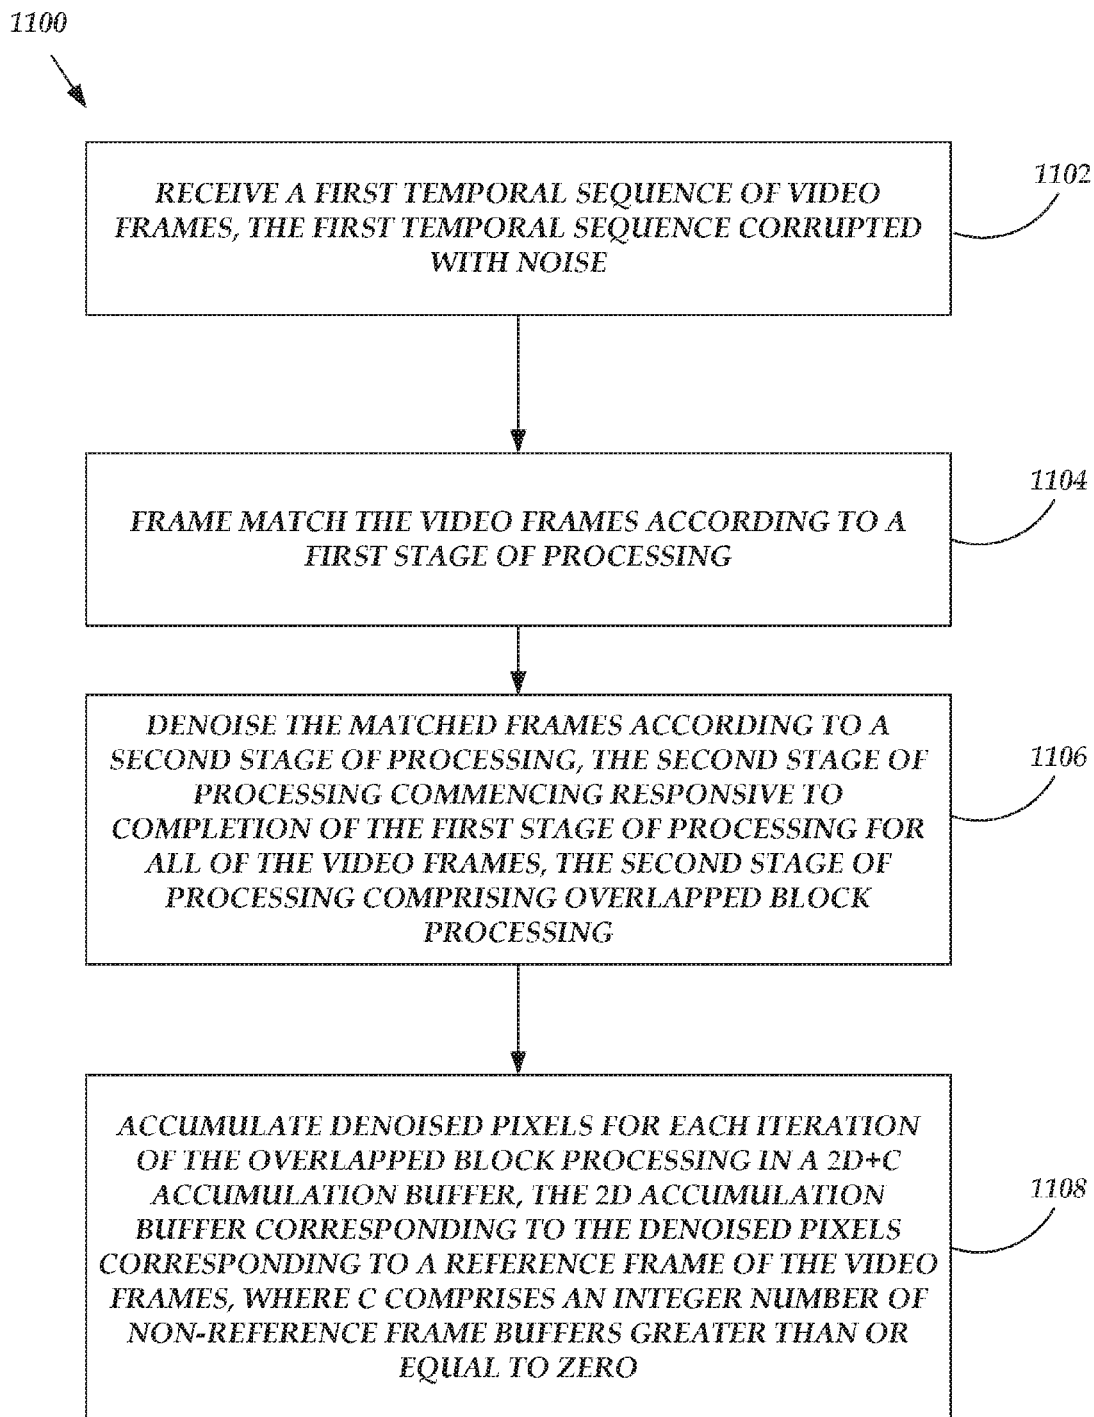 1100
RECEIVE A FIRST TEMPORAL SEQUENCE OF VIDEO
FRAMES, THE FIRST TEMPORAL SEQUENCE CORRUPTED
WITH NOISE
1102
FRAME MATCH THE VIDEO FRAMES ACCORDING TO A
FIRST STAGE OF PROCESSING
1104
DENOISE THE MATCHED FRAMES ACCORDING TO A
SECOND STAGE OF PROCESSING, THE SECOND STAGE OF
PROCESSING COMMENCING RESPONSIVE TO
COMPLETION OF THE FIRST STAGE OF PROCESSING FOR
ALL OF THE VIDEO FRAMES, THE SECOND STAGE OF
PROCESSING COMPRISING OVERLAPPED BLOCK
PROCESSING
1106
ACCUMULATE DENOISED PIXELS FOR EACH ITERATION
OF THE OVERLAPPED BLOCK PROCESSING IN A 2D+C
ACCUMULATION BUFFER, THE 2D ACCUMULATION
BUFFER CORRESPONDING TO THE DENOISED PIXELS
CORRESPONDING TO A REFERENCE FRAME OF THE VIDEO
FRAMES, WHERE C COMPRISES AN INTEGER NUMBER OF
NON-REFERENCE FRAME BUFFERS GREATER THAN OR
EQUAL TO ZERO
1108